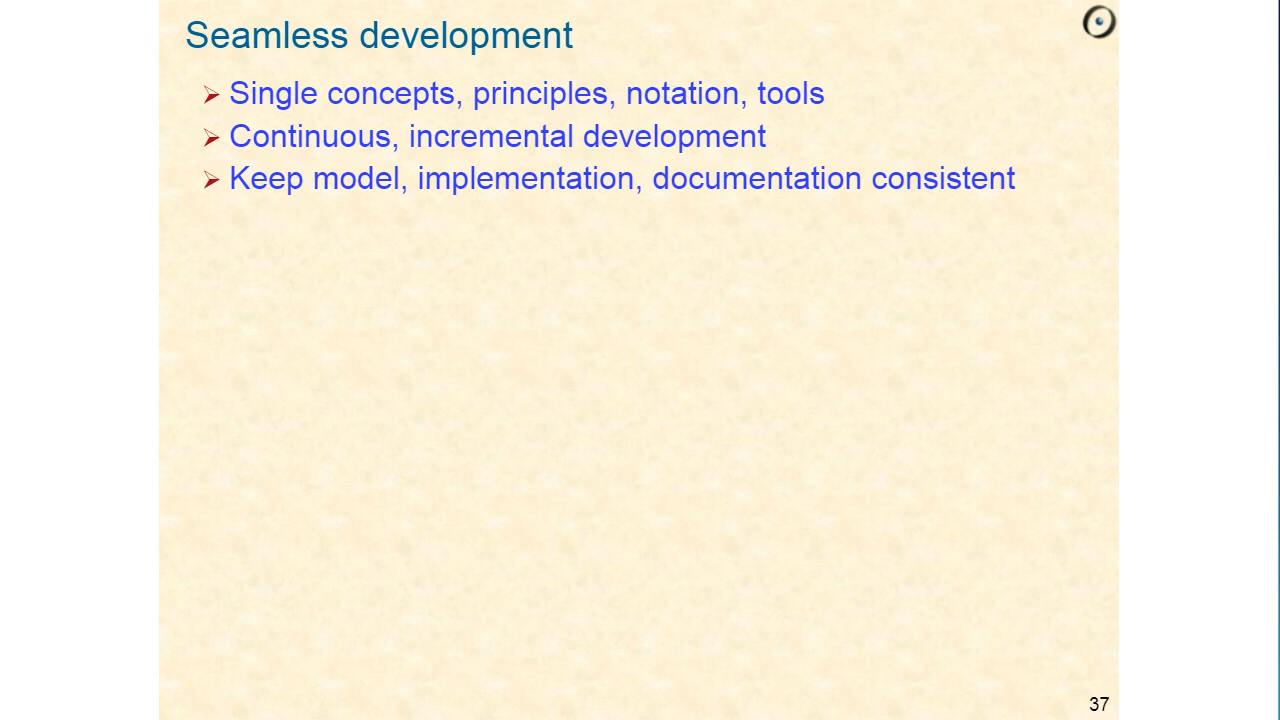 Seamless development
Single concepts, principles, notation, tools
Continuous, incremental development
Keep model, implementation, documentation consistent
37